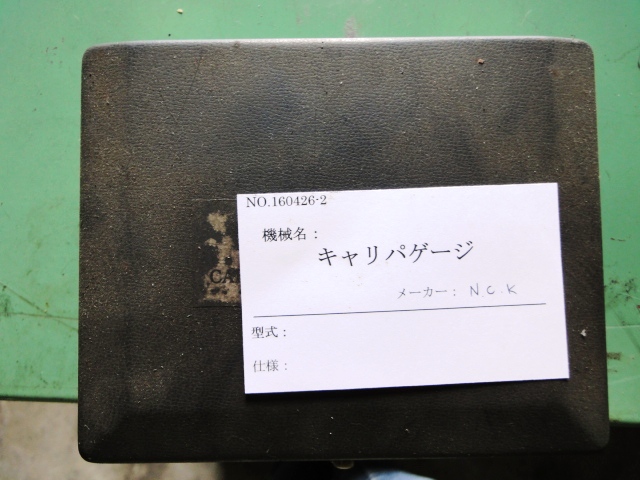 NO.160426-2
機械名：
キャリパゲージ
メーカー： N.C.K
型式：
仕様：
CA